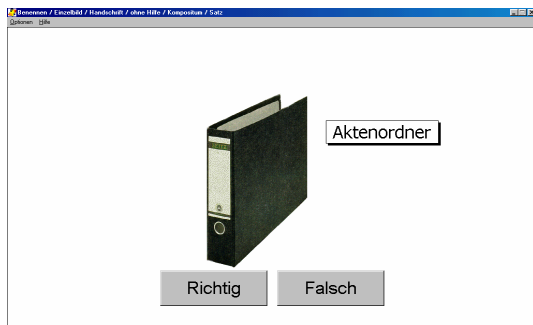 Benennen / Einzelbild / Handschrift / ohne Hilfe / Kompositum / Satz
Optionen Hilfe
Aktenordner
Richtig Falsch